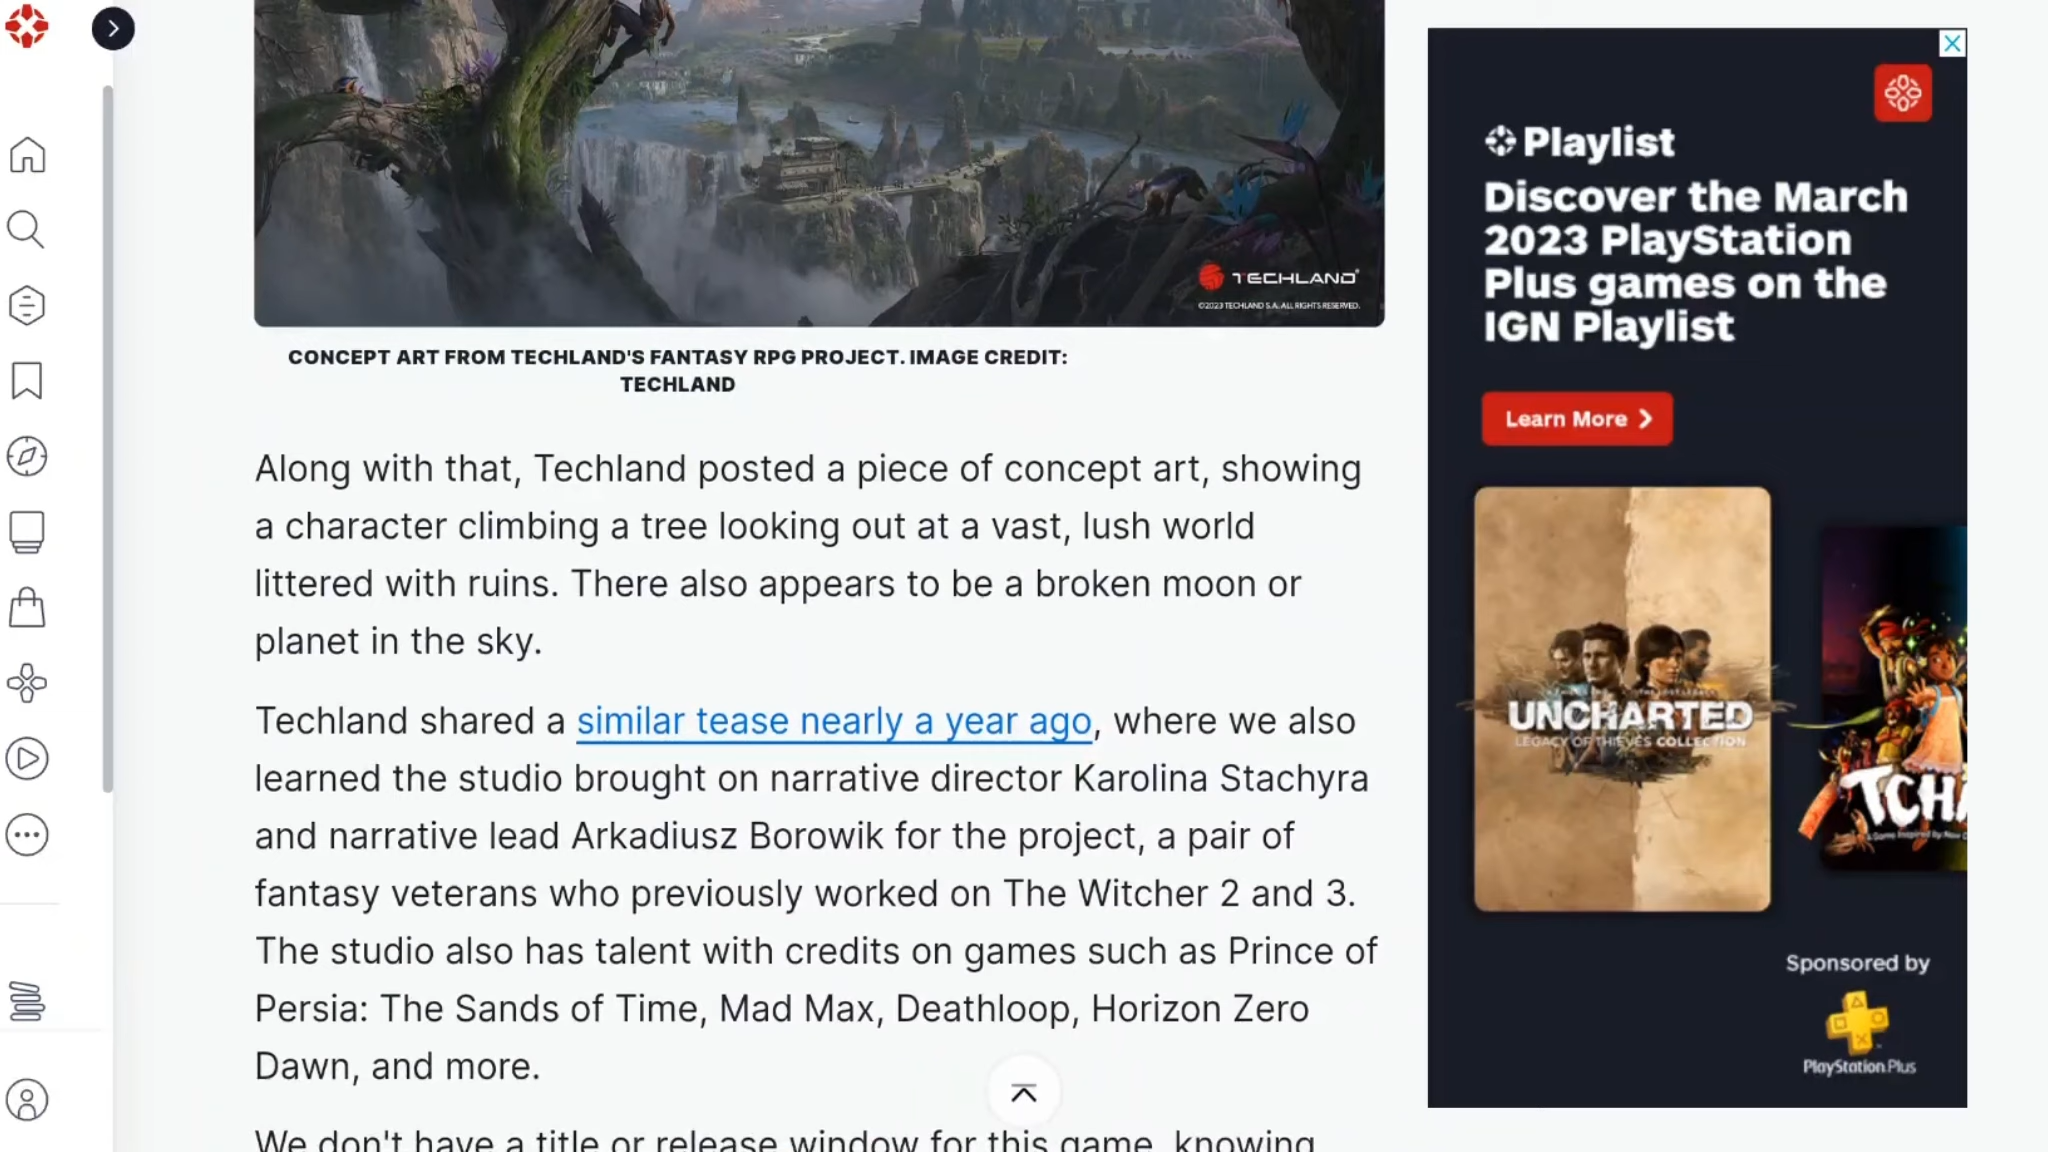 TECHLAND
©2023 TECHLAND S.A. ALL RIGHTS RESERVED.
CONCEPT ART FROM TECHLAND'S FANTASY RPG PROJECT. IMAGE CREDIT:
TECHLAND
Along with that, Techland posted a piece of concept art, showing
a character climbing a tree looking out at a vast, lush world
littered with ruins. There also appears to be a broken moon or
planet in the sky.
Techland shared a similar tease nearly a year ago, where we also
learned the studio brought on narrative director Karolina Stachyra
and narrative lead Arkadiusz Borowik for the project, a pair of
fantasy veterans who previously worked on The Witcher 2 and 3.
The studio also has talent with credits on games such as Prince of
Persia: The Sands of Time, Mad Max, Deathloop, Horizon Zero
Dawn, and more.
We don't have a title or release window for this game, knowing
Playlist
Discover the March
2023 PlayStation
Plus games on the
IGN Playlist
Learn More
UNCHARTED
LEGACY OF THIEVES COLLECTION
TCHI
Sponsored by
PlayStation.Plus